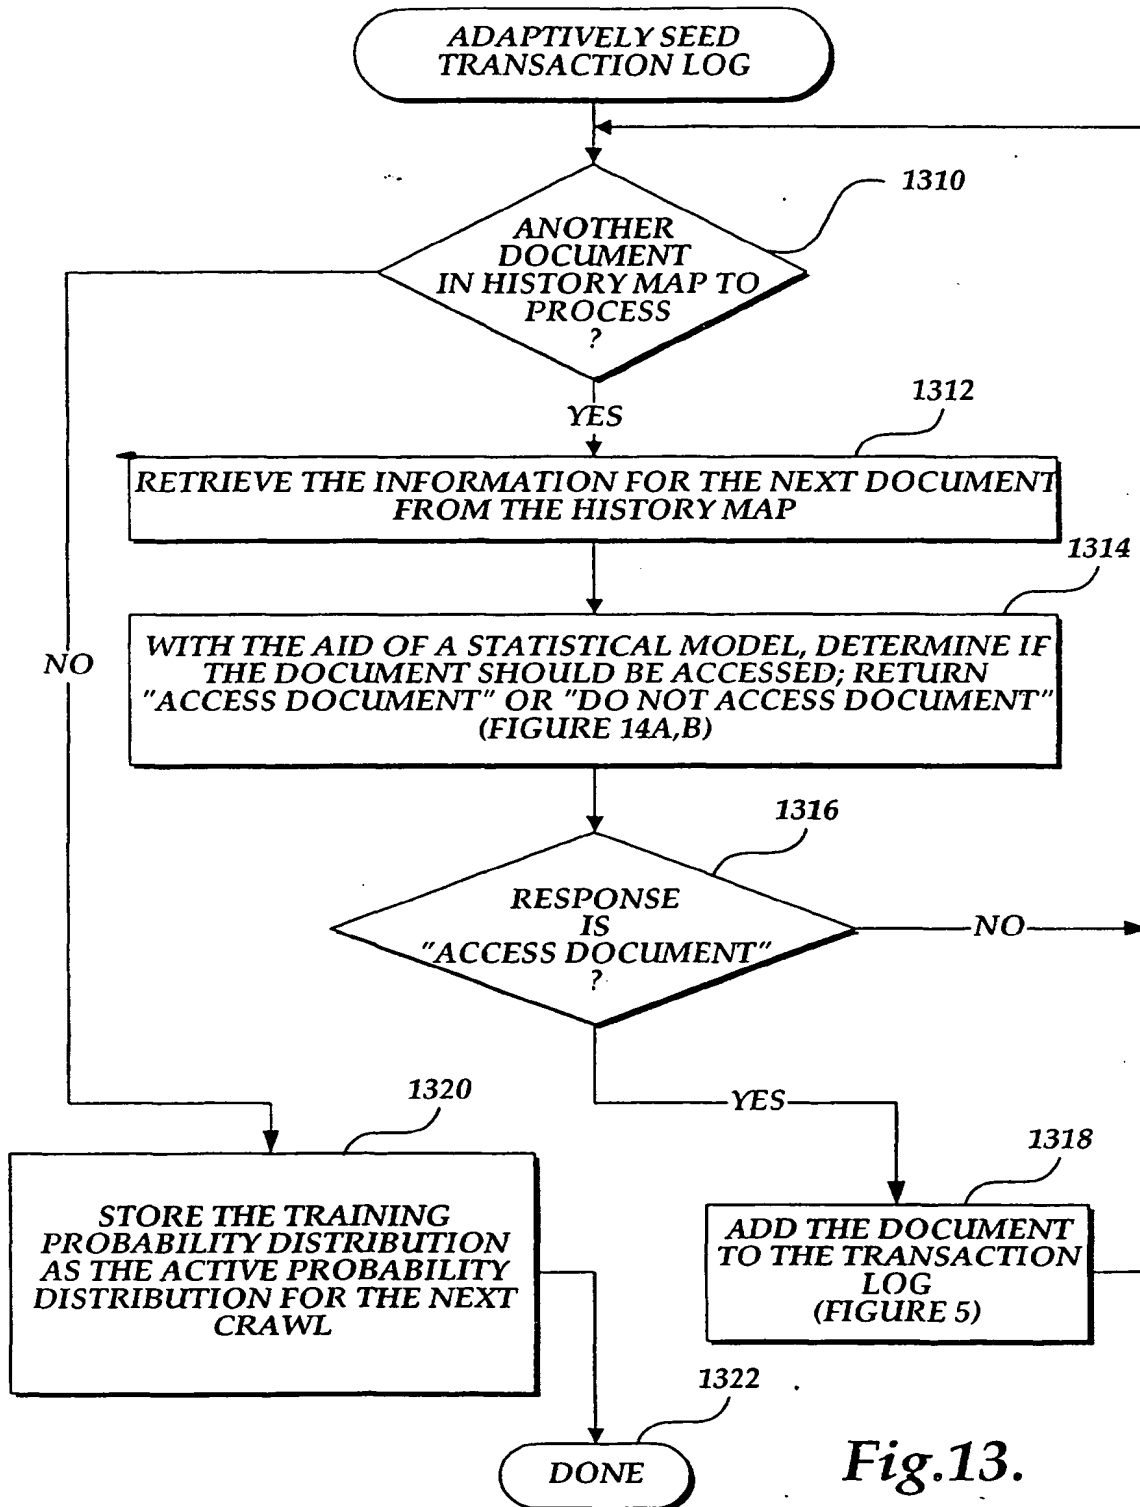 ADAPTIVELY SEED
TRANSACTION LOG
1310
ANOTHER
DOCUMENT
IN HISTORY MAP TO
PROCESS
?
YES
1312
RETRIEVE THE INFORMATION FOR THE NEXT DOCUMENT
FROM THE HISTORY MAP
1314
NO
WITH THE AID OF A STATISTICAL MODEL, DETERMINE IF
THE DOCUMENT SHOULD BE ACCESSED; RETURN
"ACCESS DOCUMENT" OR "DO NOT ACCESS DOCUMENT"
(FIGURE 14A,B)
1316
RESPONSE
IS
"ACCESS DOCUMENT"
?
NO
YES
1320
STORE THE TRAINING
PROBABILITY DISTRIBUTION
AS THE ACTIVE PROBABILITY
DISTRIBUTION FOR THE NEXT
CRAWL
1318
ADD THE DOCUMENT
TO THE TRANSACTION
LOG
(FIGURE 5)
1322
DONE
Fig.13.